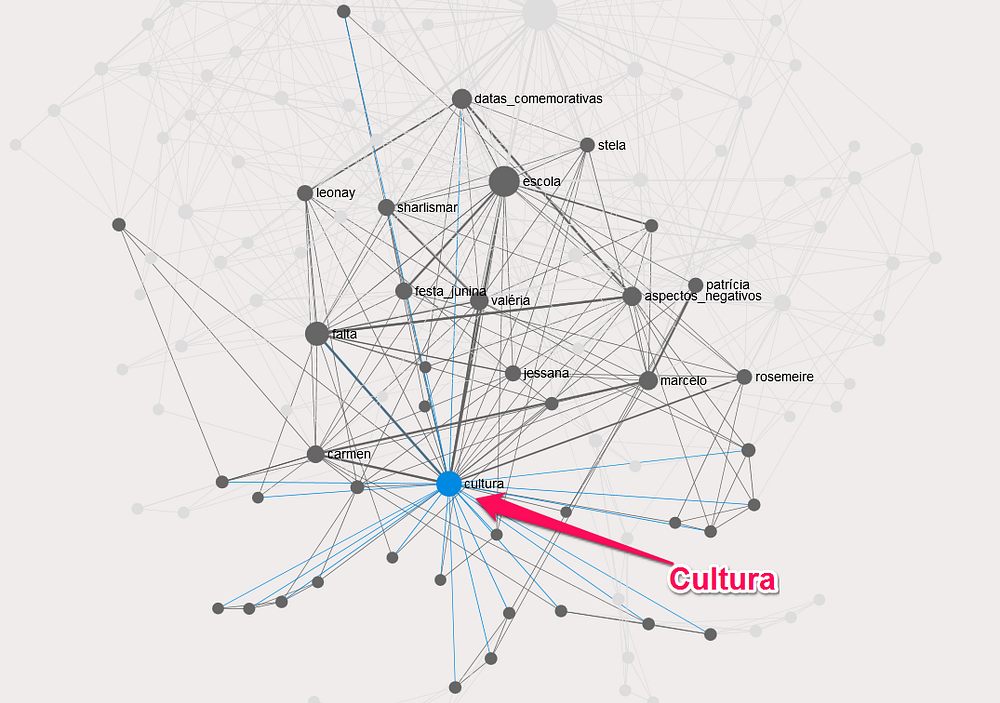 datas_comemorativas
stela
escola
leonay
sharlismar
patrícia
festa_junina
aspectos_negativos
valéria
falta
jessana
rosemeire
marcelo
carmen
cultura
Cultura